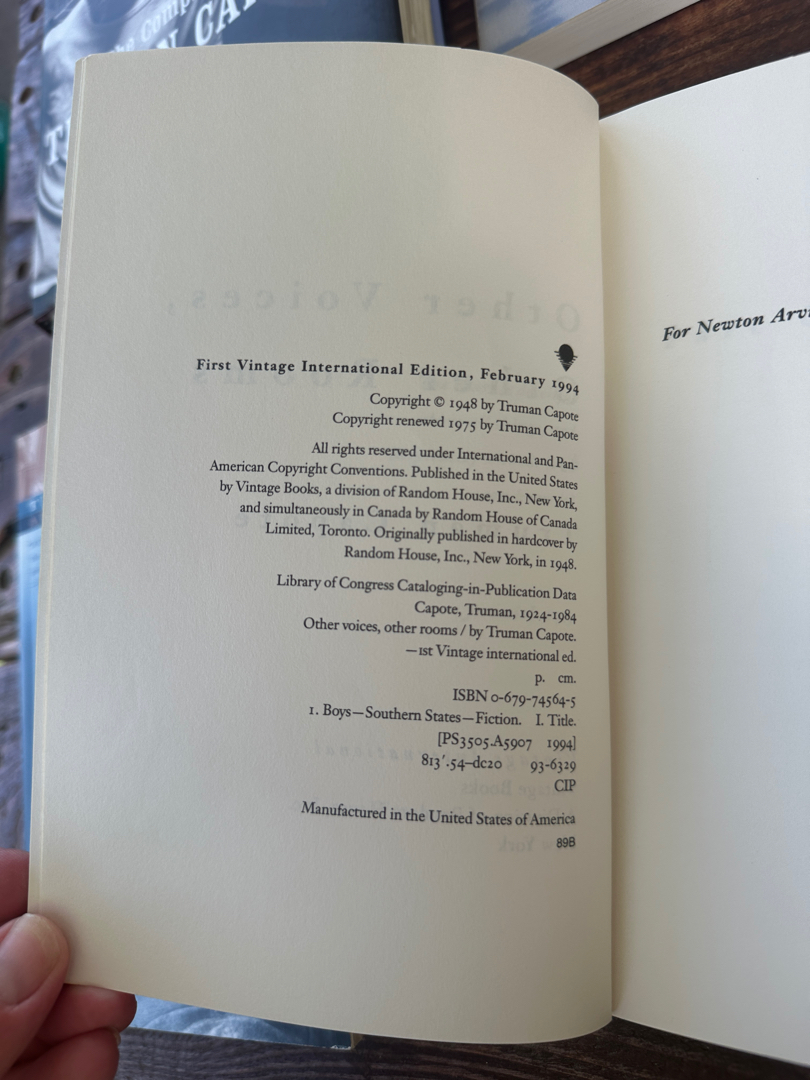 The Comp
N CA
T
First Vintage International Edition, February 1994
Copyright © 1948 by Truman Capote
Copyright renewed 1975 by Truman Capote
All rights reserved under International and Pan-
American Copyright Conventions. Published in the United States
by Vintage Books, a division of Random House, Inc., New York,
and simultaneously in Canada by Random House of Canada
Limited, Toronto. Originally published in hardcover by
Random House, Inc., New York, in 1948.
Library of Congress Cataloging-in-Publication Data
Capote, Truman, 1924-1984
Other voices, other rooms / by Truman Capote.
—1st Vintage international ed.
p. cm.
ISBN 0-679-74564-5
1. Boys—Southern States—Fiction. I. Title.
[PS3505.A5907 1994]
813'.54–dc20 93-6329
CIP
Manufactured in the United States of America
89B
For Newton Arv